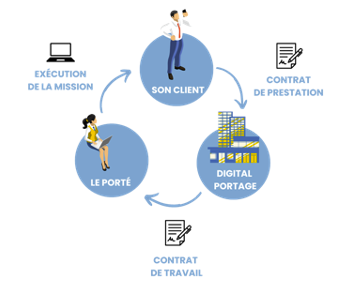 SON CLIENT
EXÉCUTION
DE LA MISSION
CONTRAT
DE PRESTATION
LE PORTÉ
DIGITAL
PORTAGE
CONTRAT
DE TRAVAIL